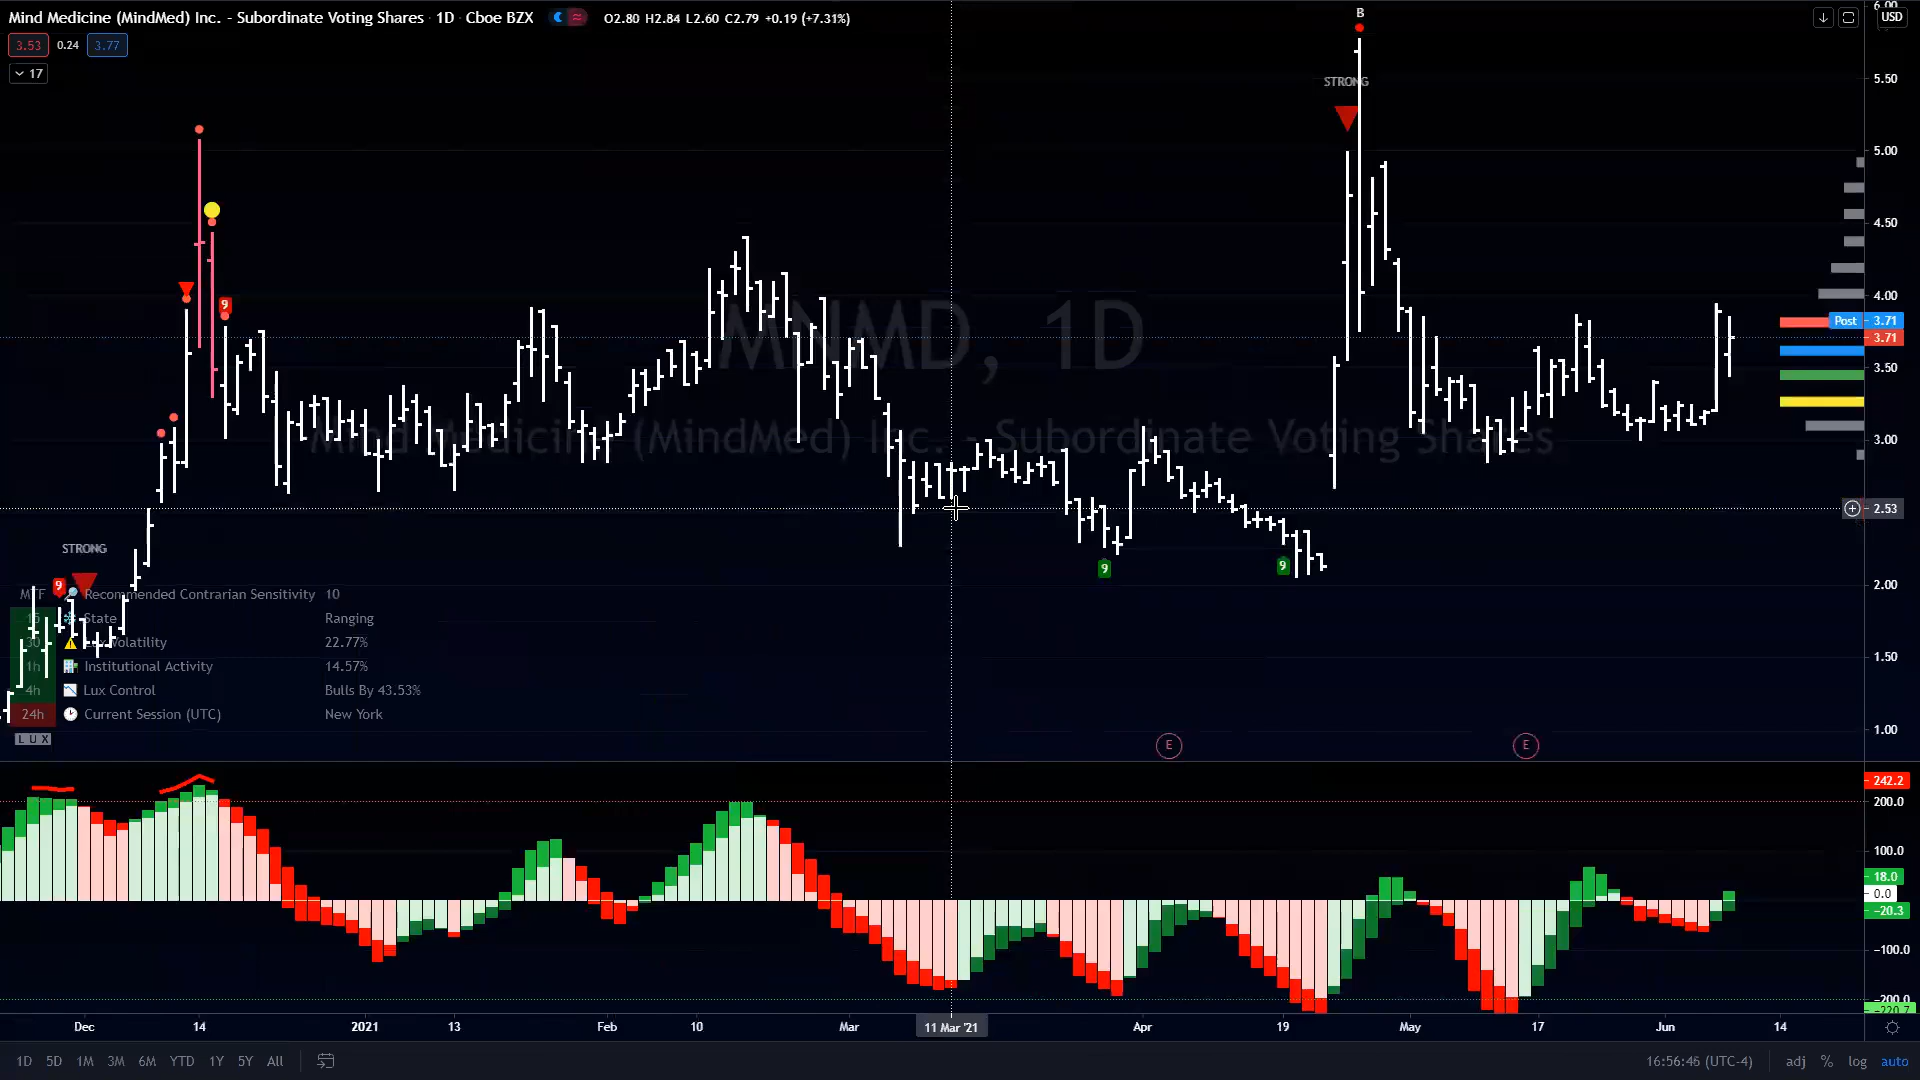 Mind Medicine (MindMed) Inc. - Subordinate Voting Shares · 1D · Cboe BZX O2.80 H2.84 L2.60 C2.79 +0.19 (+7.31%)
3.53 0.24 3.77
17
USD
B
STRONG
6.00
5.50
5.00
4.50
4.00
Post 3.71
3.71
3.50
3.00
2.53
2.00
1.50
1.00
MNMD, 1D
Mind Medicine (MindMed) Inc. - Subordinate Voting Shares
9
9
9
STRONG
9
MTF Recommended Contrarian Sensitivity 10
15 State Ranging
30 Lux Volatility 22.77%
1h Institutional Activity 14.57%
4h Lux Control Bulls By 43.53%
24h Current Session (UTC) New York
LUX
E E
242.2
200.0
100.0
18.0
0.0
-20.3
-100.0
-200.0
-220.7
Dec 14 2021 13 Feb 10 Mar 11 Mar '21 Apr 19 May 17 Jun 14
1D 5D 1M 3M 6M YTD 1Y 5Y All 16:56:46 (UTC-4) adj % log auto